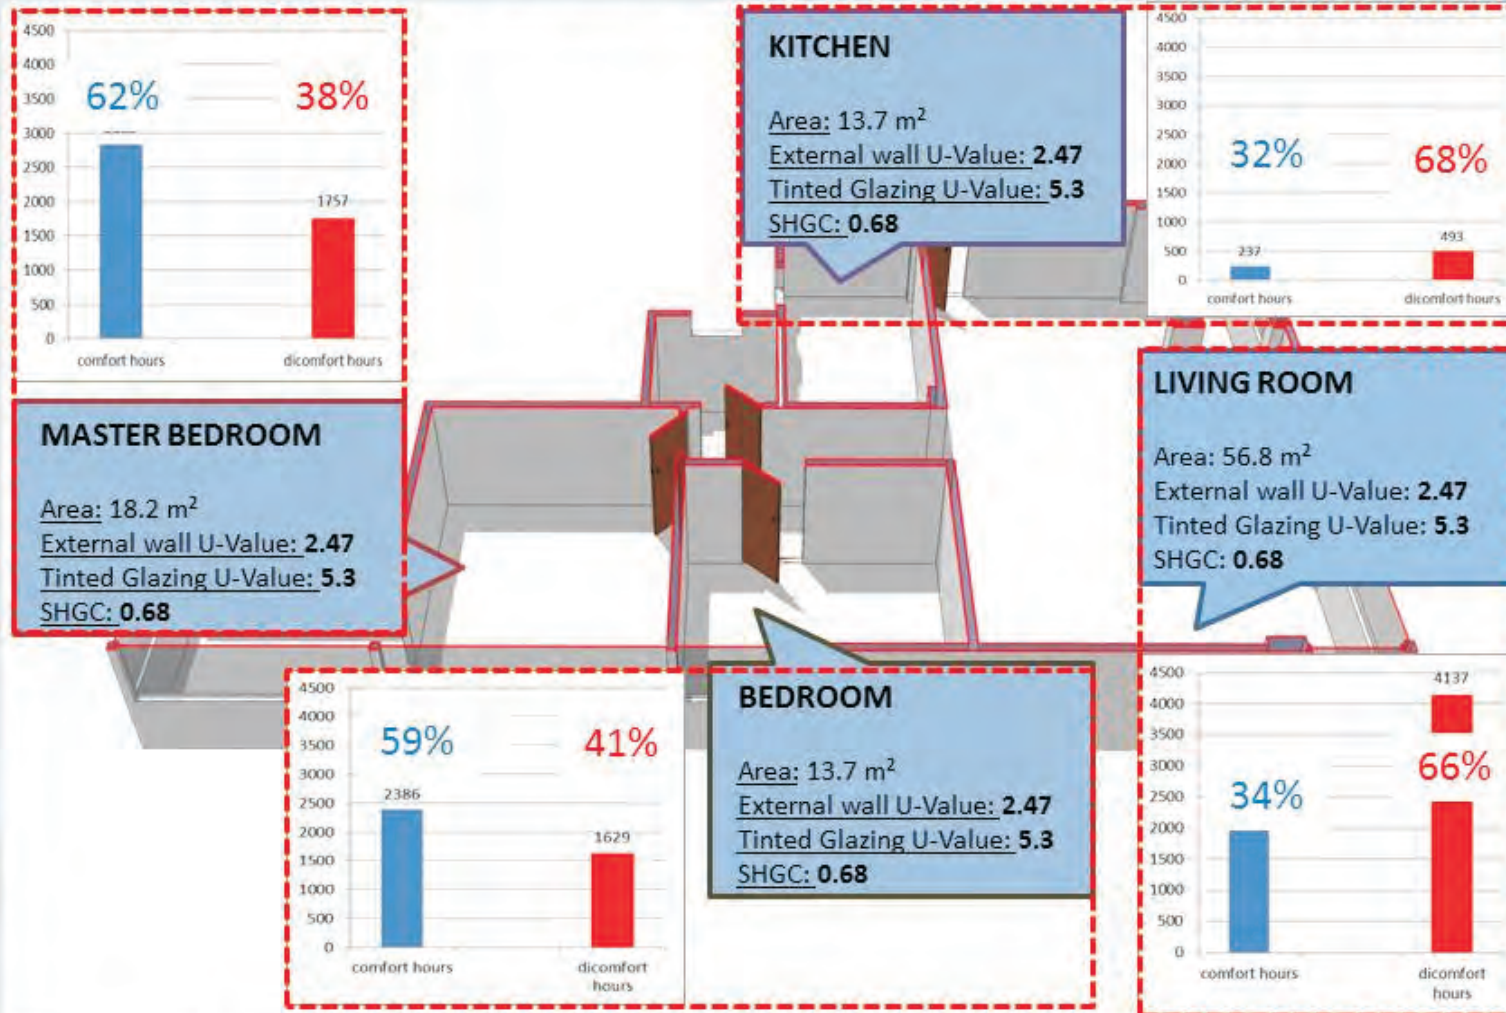 4500
4000
3500
3000
2500
2000
1500
1000
500
0
62%
38%
1757
comfort hours
dicomfort hours
MASTER BEDROOM
Area: 18.2 m²
External wall U-Value: 2.47
Tinted Glazing U-Value: 5.3
SHGC: 0.68
KITCHEN
Area: 13.7 m²
External wall U-Value: 2.47
Tinted Glazing U-Value: 5.3
SHGC: 0.68
4500
4000
3500
3000
2500
2000
1500
1000
500
0
32%
68%
237
493
comfort hours
dicomfort hours
LIVING ROOM
Area: 56.8 m²
External wall U-Value: 2.47
Tinted Glazing U-Value: 5.3
SHGC: 0.68
4500
4000
3500
3000
2500
2000
1500
1000
500
0
59%
41%
2386
1629
comfort hours
dicomfort
hours
BEDROOM
Area: 13.7 m²
External wall U-Value: 2.47
Tinted Glazing U-Value: 5.3
SHGC: 0.68
4500
4000
3500
3000
2500
2000
1500
1000
500
0
4137
34%
66%
comfort hours
dicomfort
hours